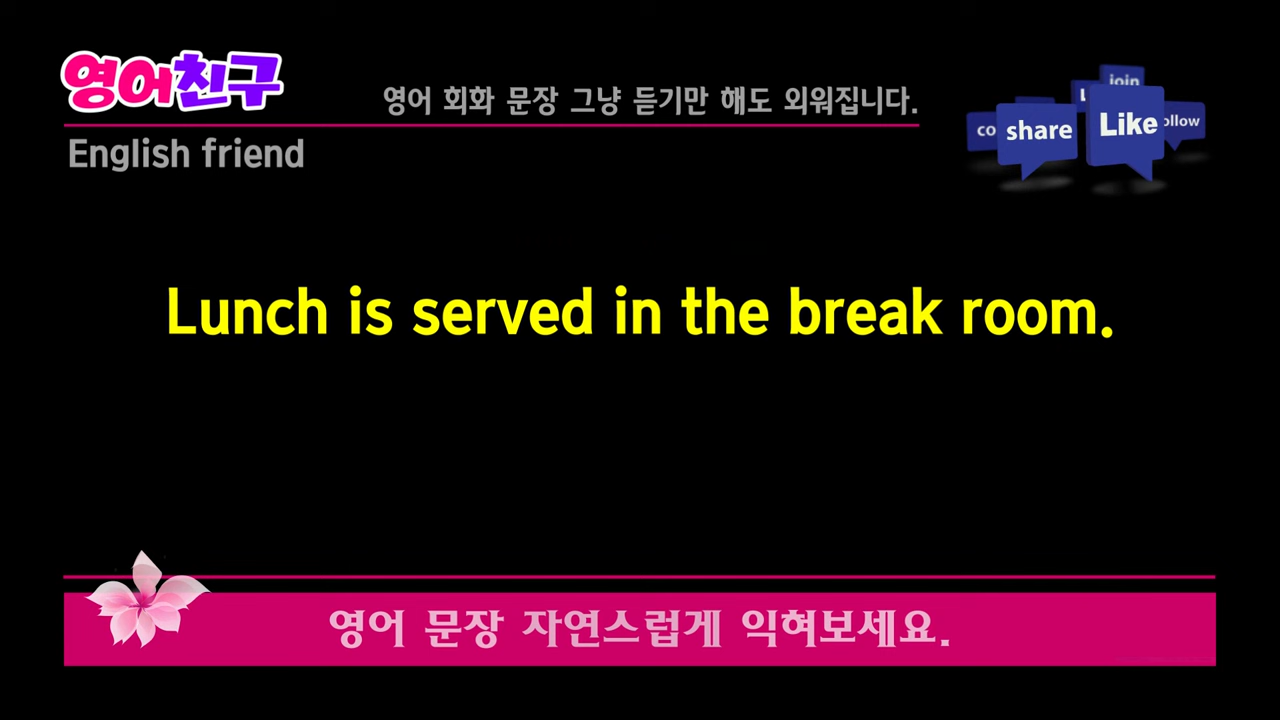 영어친구
영어 회화 문장 그냥 듣기만 해도 외워집니다.
English friend
join
share
Like
Lunch is served in the break room.
영어 문장 자연스럽게 익혀보세요.